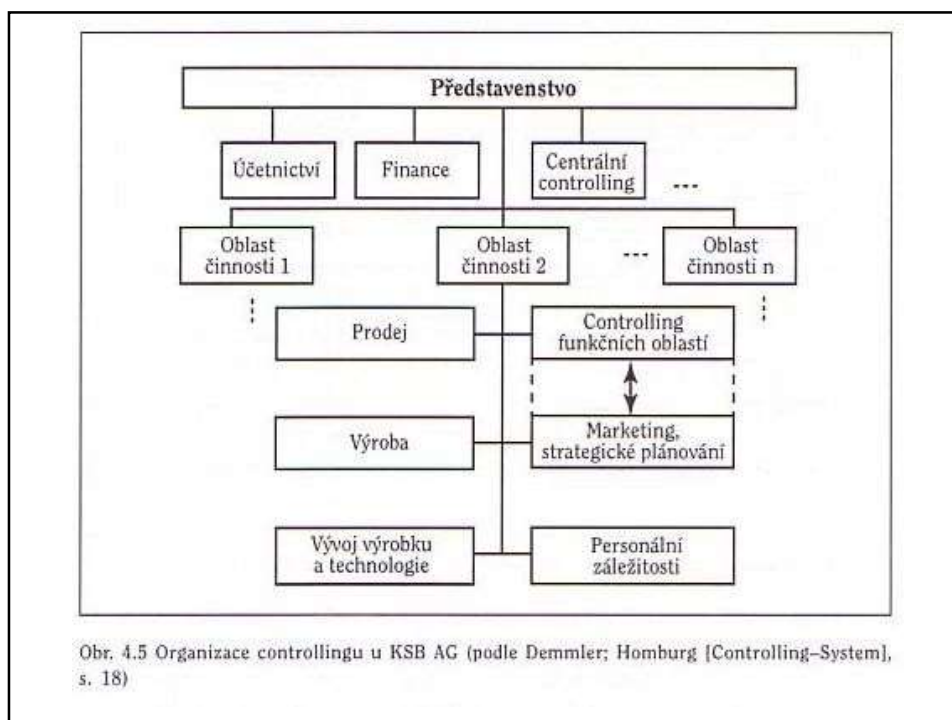 Představenstvo
Účetnictví
Finance
Centrální
controlling
---
Oblast
činnosti 1
Oblast
činnosti 2
---
Oblast
činnosti n
Prodej
Controlling
funkčních oblastí
Výroba
Marketing,
strategické plánování
Vývoj výrobku
a technologie
Personální
záležitosti
Obr. 4.5 Organizace controllingu u KSB AG (podle Demmler; Homburg [Controlling–System],
s. 18)